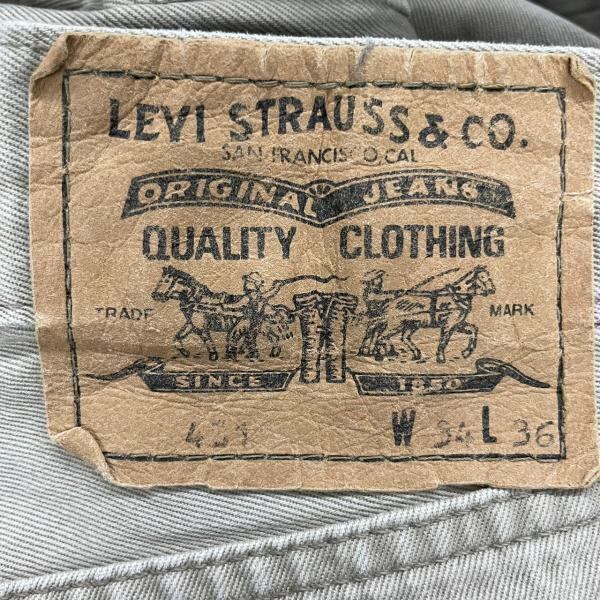 LEVI STRAUSS & CO.
SAN FRANCISCO, CAL
ORIGINAL JEANS
QUALITY CLOTHING
TRADE MARK
SINCE 1850
W 34 L 36